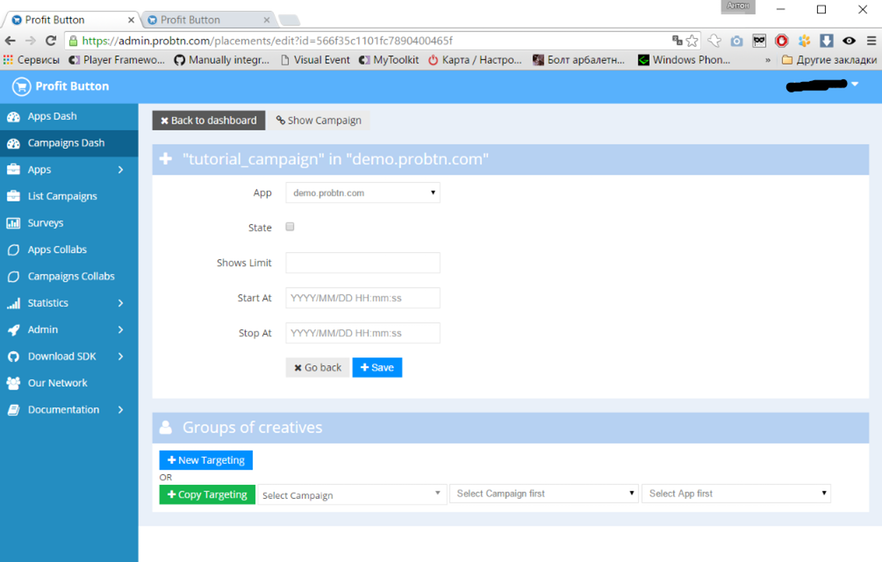 Антон
Profit Button
Profit Button
https://admin.probtn.com/placements/edit?id=566f35c1101fc7890400465f
Сервисы
Player Framewo...
Manually integr...
Visual Event
MyToolkit
Карта / Настро...
Болт арбалетн...
Windows Phon...
»
Другие закладки
Profit Button
Apps Dash
Campaigns Dash
Apps
List Campaigns
Surveys
Apps Collabs
Campaigns Collabs
Statistics
Admin
Download SDK
Our Network
Documentation
Back to dashboard
Show Campaign
"tutorial_campaign" in "demo.probtn.com"
App
demo.probtn.com
State
Shows Limit
Start At
YYYY/MM/DD HH:mm:ss
Stop At
YYYY/MM/DD HH:mm:ss
Go back
Save
Groups of creatives
New Targeting
OR
Copy Targeting
Select Campaign
Select Campaign first
Select App first